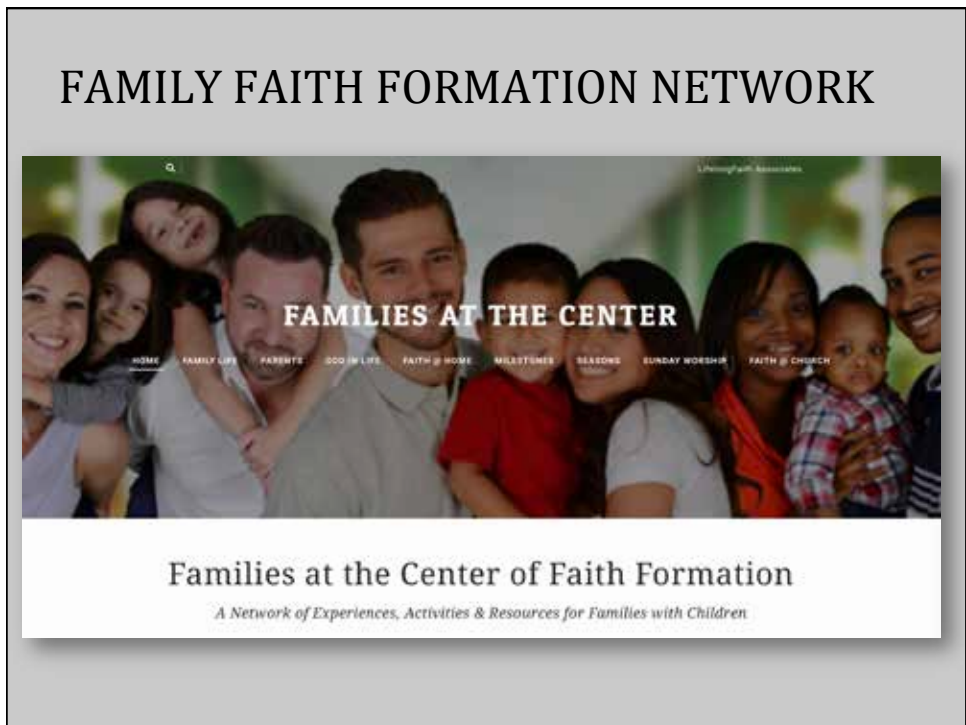 FAMILY FAITH FORMATION NETWORK
LifelongFaith Associates
FAMILIES AT THE CENTER
HOME FAMILY LIFE PARENTS GOD IN LIFE FAITH @ HOME MILESTONES SEASONS SUNDAY WORSHIP FAITH @ CHURCH
Families at the Center of Faith Formation
A Network of Experiences, Activities & Resources for Families with Children